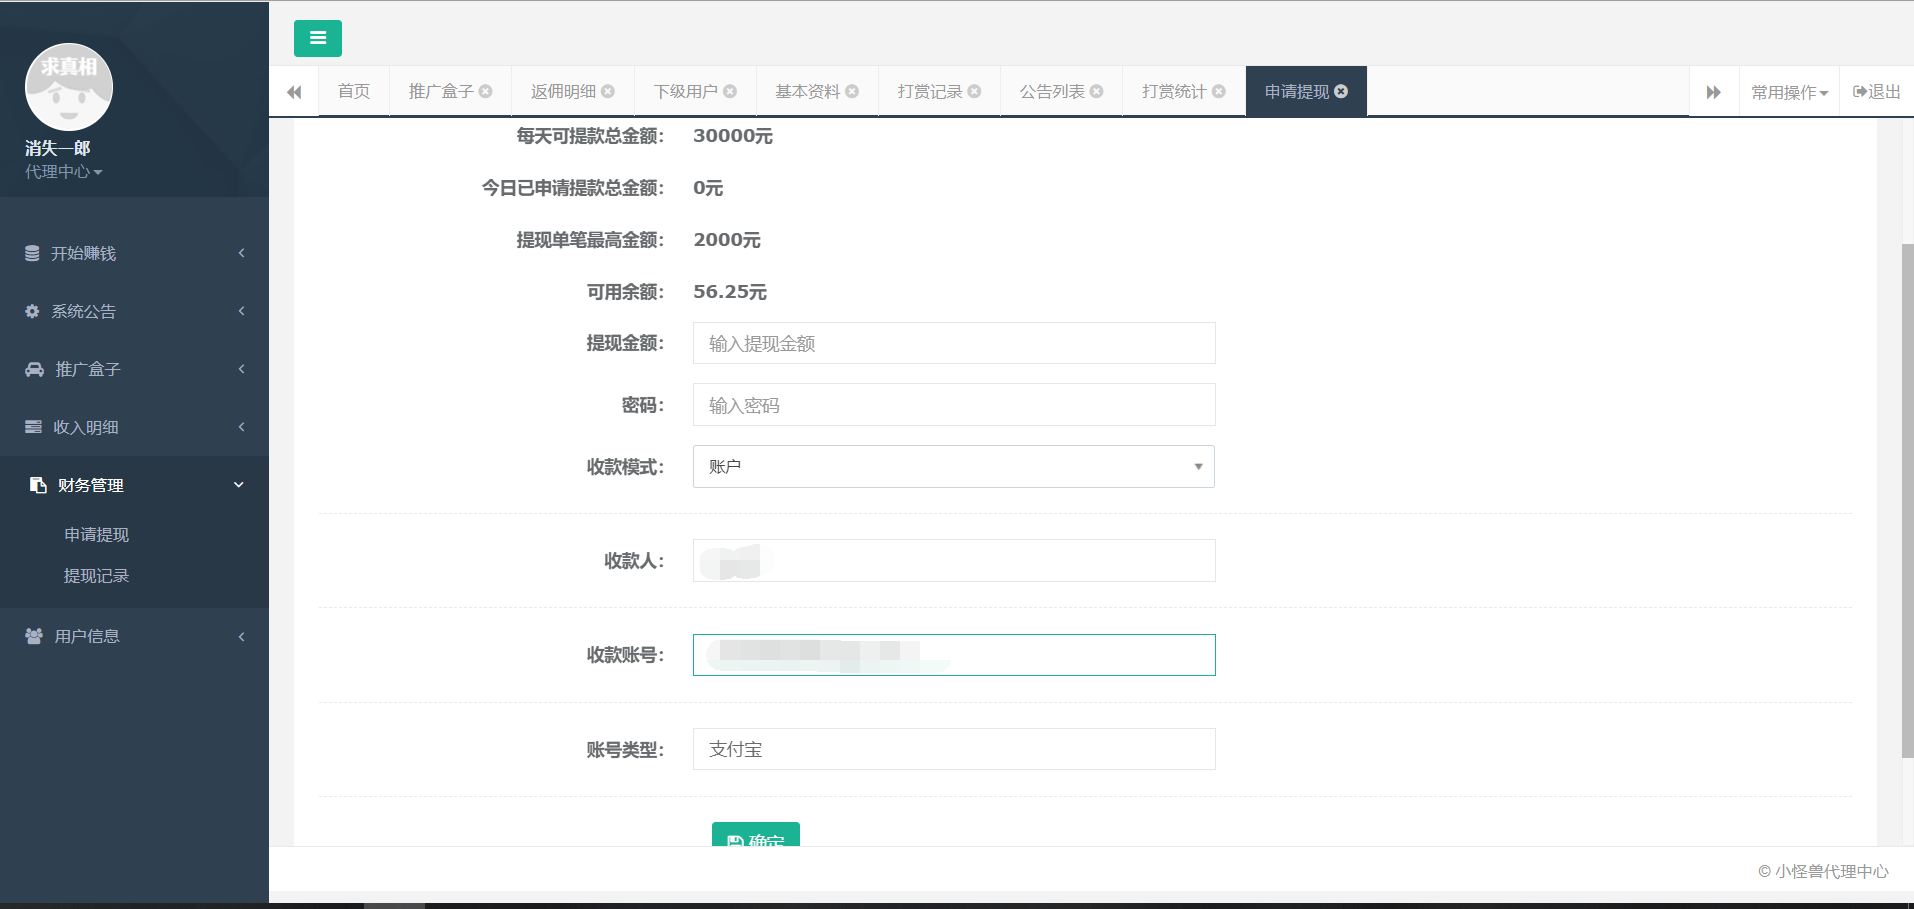 求真相
消失一郎
代理中心
开始赚钱
系统公告
推广盒子
收入明细
财务管理
申请提现
提现记录
用户信息
首页 推广盒子 返佣明细 下级用户 基本资料 打赏记录 公告列表 打赏统计 申请提现 常用操作 退出
每天可提款总金额： 30000元
今日已申请提款总金额： 0元
提现单笔最高金额： 2000元
可用余额： 56.25元
提现金额： 输入提现金额
密码： 输入密码
收款模式： 账户
收款人：
收款账号：
账号类型： 支付宝
确定
© 小怪兽代理中心